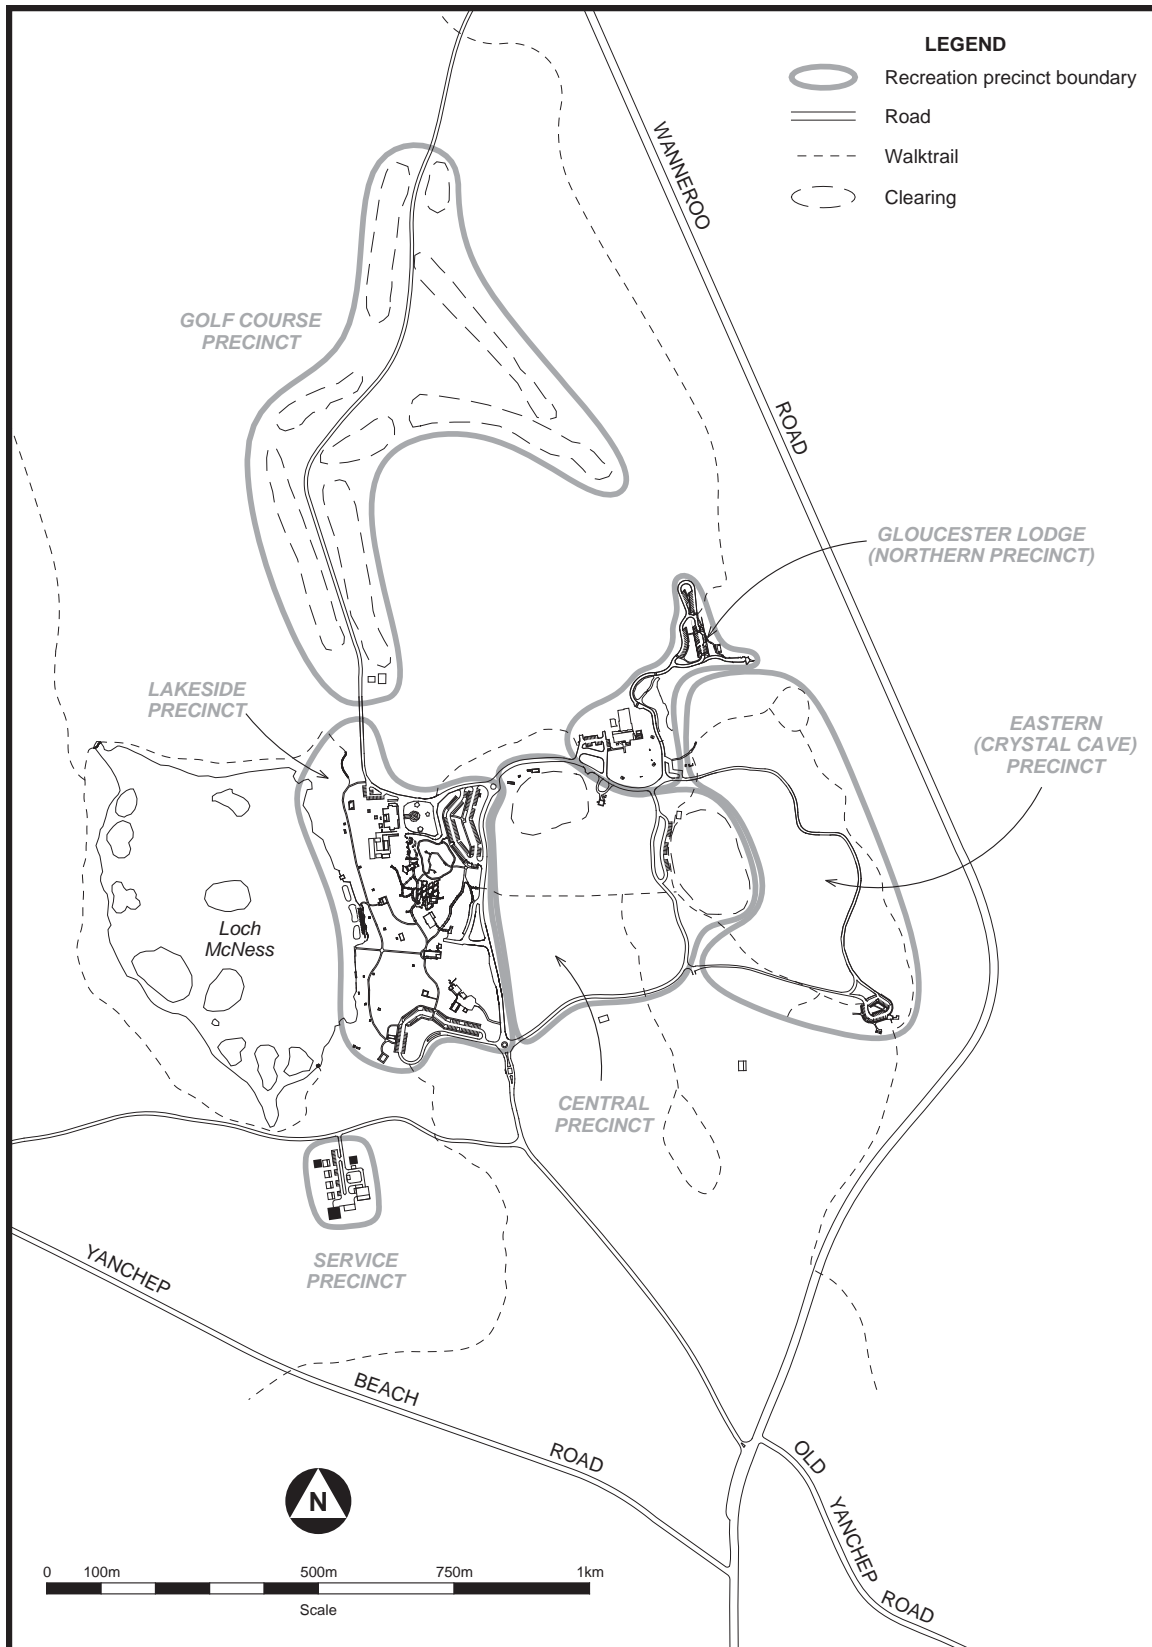 LEGEND
Recreation precinct boundary
Road
Walktrail
Clearing
WANNEROO
ROAD
GOLF COURSE
PRECINCT
GLOUCESTER LODGE
(NORTHERN PRECINCT)
LAKESIDE
PRECINCT
EASTERN
(CRYSTAL CAVE)
PRECINCT
Loch
McNess
CENTRAL
PRECINCT
SERVICE
PRECINCT
YANCHEP
BEACH
ROAD
OLD
YANCHEP
ROAD
N
0 100m 500m 750m 1km
Scale